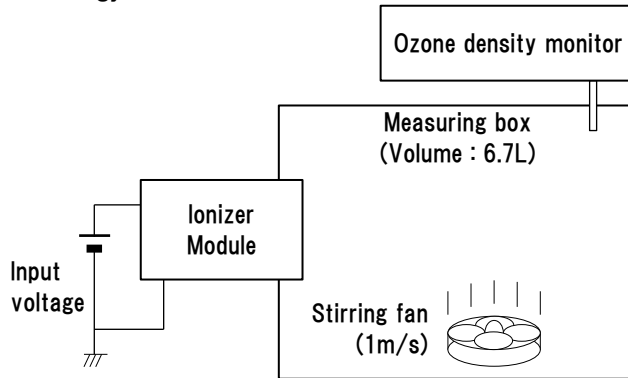 Ozone density monitor
Measuring box
(Volume : 6.7L)
Ionizer
Module
Input
voltage
Stirring fan
(1m/s)